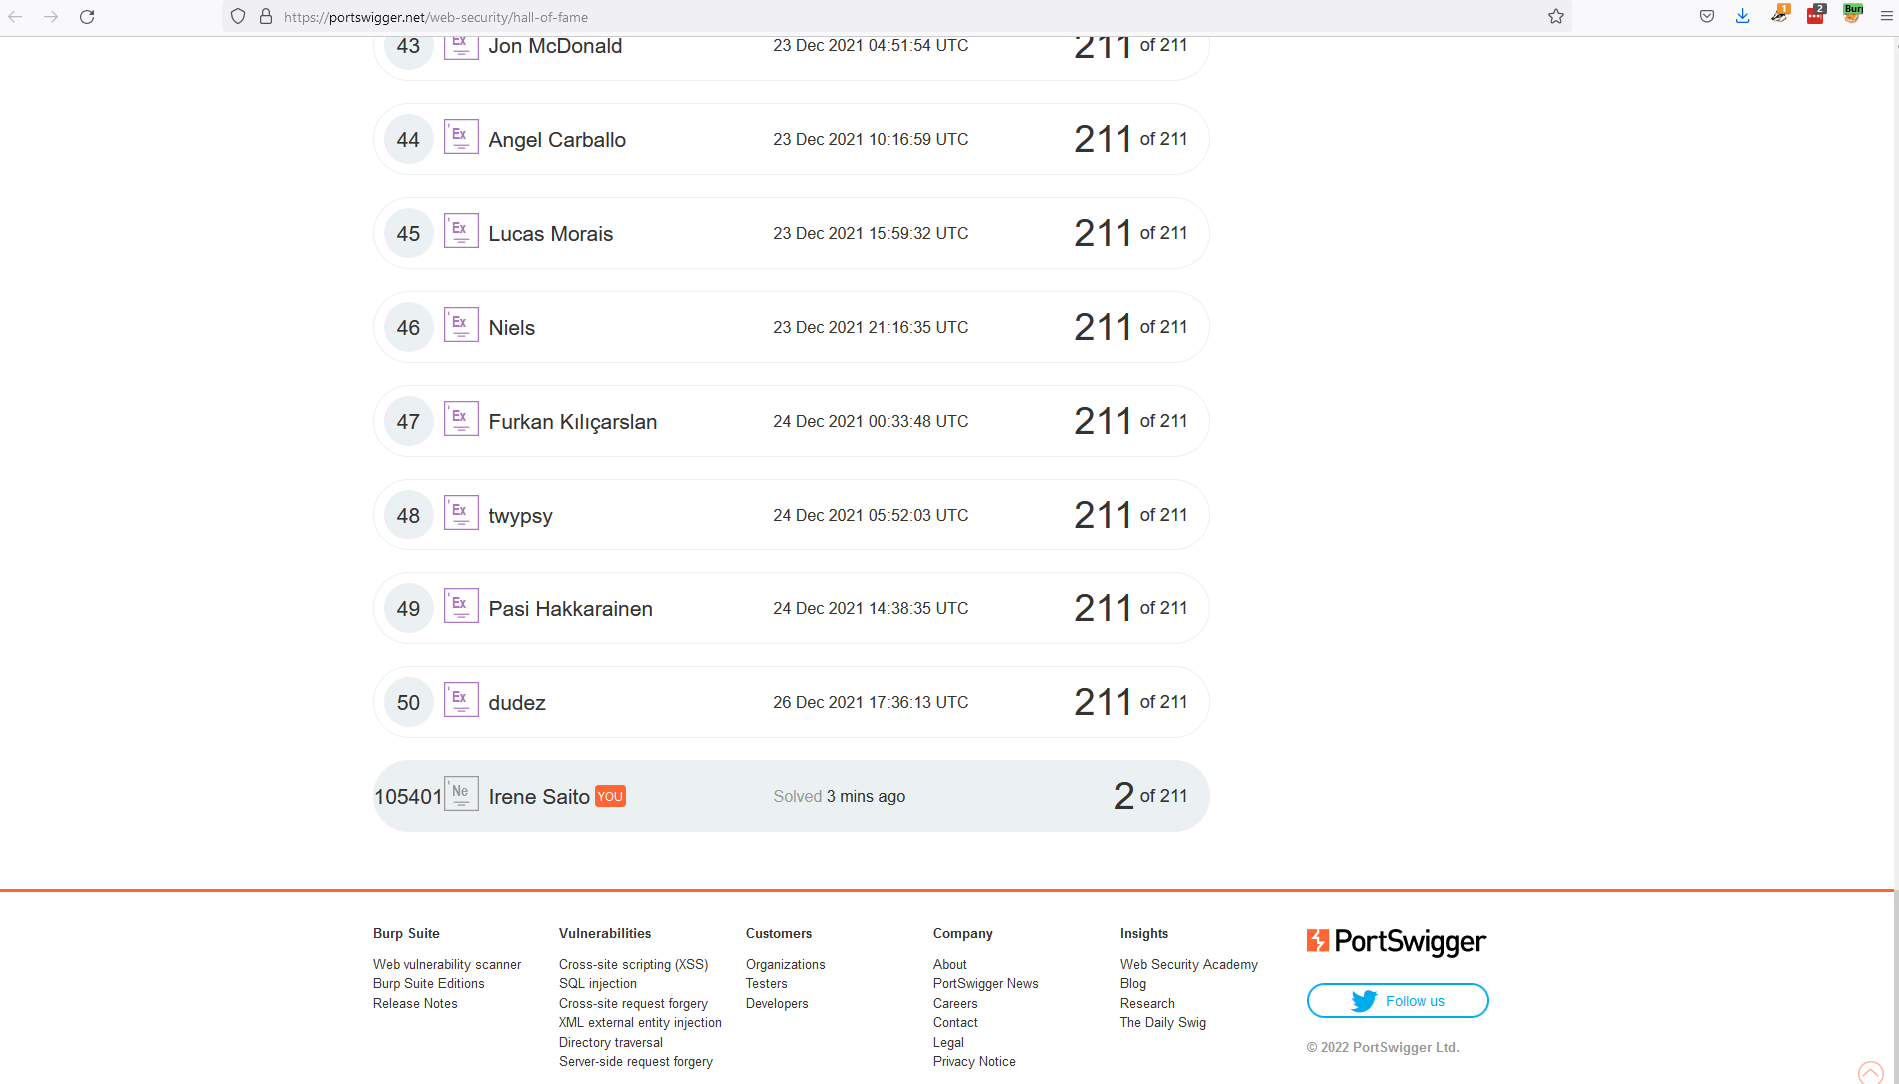 https://portswigger.net/web-security/hall-of-fame
1
2
Burj
43 Ex Jon McDonald 23 Dec 2021 04:51:54 UTC 211 of 211
44 Ex Angel Carballo 23 Dec 2021 10:16:59 UTC 211 of 211
45 Ex Lucas Morais 23 Dec 2021 15:59:32 UTC 211 of 211
46 Ex Niels 23 Dec 2021 21:16:35 UTC 211 of 211
47 Ex Furkan Kılıçarslan 24 Dec 2021 00:33:48 UTC 211 of 211
48 Ex twypsy 24 Dec 2021 05:52:03 UTC 211 of 211
49 Ex Pasi Hakkarainen 24 Dec 2021 14:38:35 UTC 211 of 211
50 Ex dudez 26 Dec 2021 17:36:13 UTC 211 of 211
105401 Ne Irene Saito YOU Solved 3 mins ago 2 of 211
Burp Suite
Web vulnerability scanner
Burp Suite Editions
Release Notes
Vulnerabilities
Cross-site scripting (XSS)
SQL injection
Cross-site request forgery
XML external entity injection
Directory traversal
Server-side request forgery
Customers
Organizations
Testers
Developers
Company
About
PortSwigger News
Careers
Contact
Legal
Privacy Notice
Insights
Web Security Academy
Blog
Research
The Daily Swig
PortSwigger
Follow us
© 2022 PortSwigger Ltd.